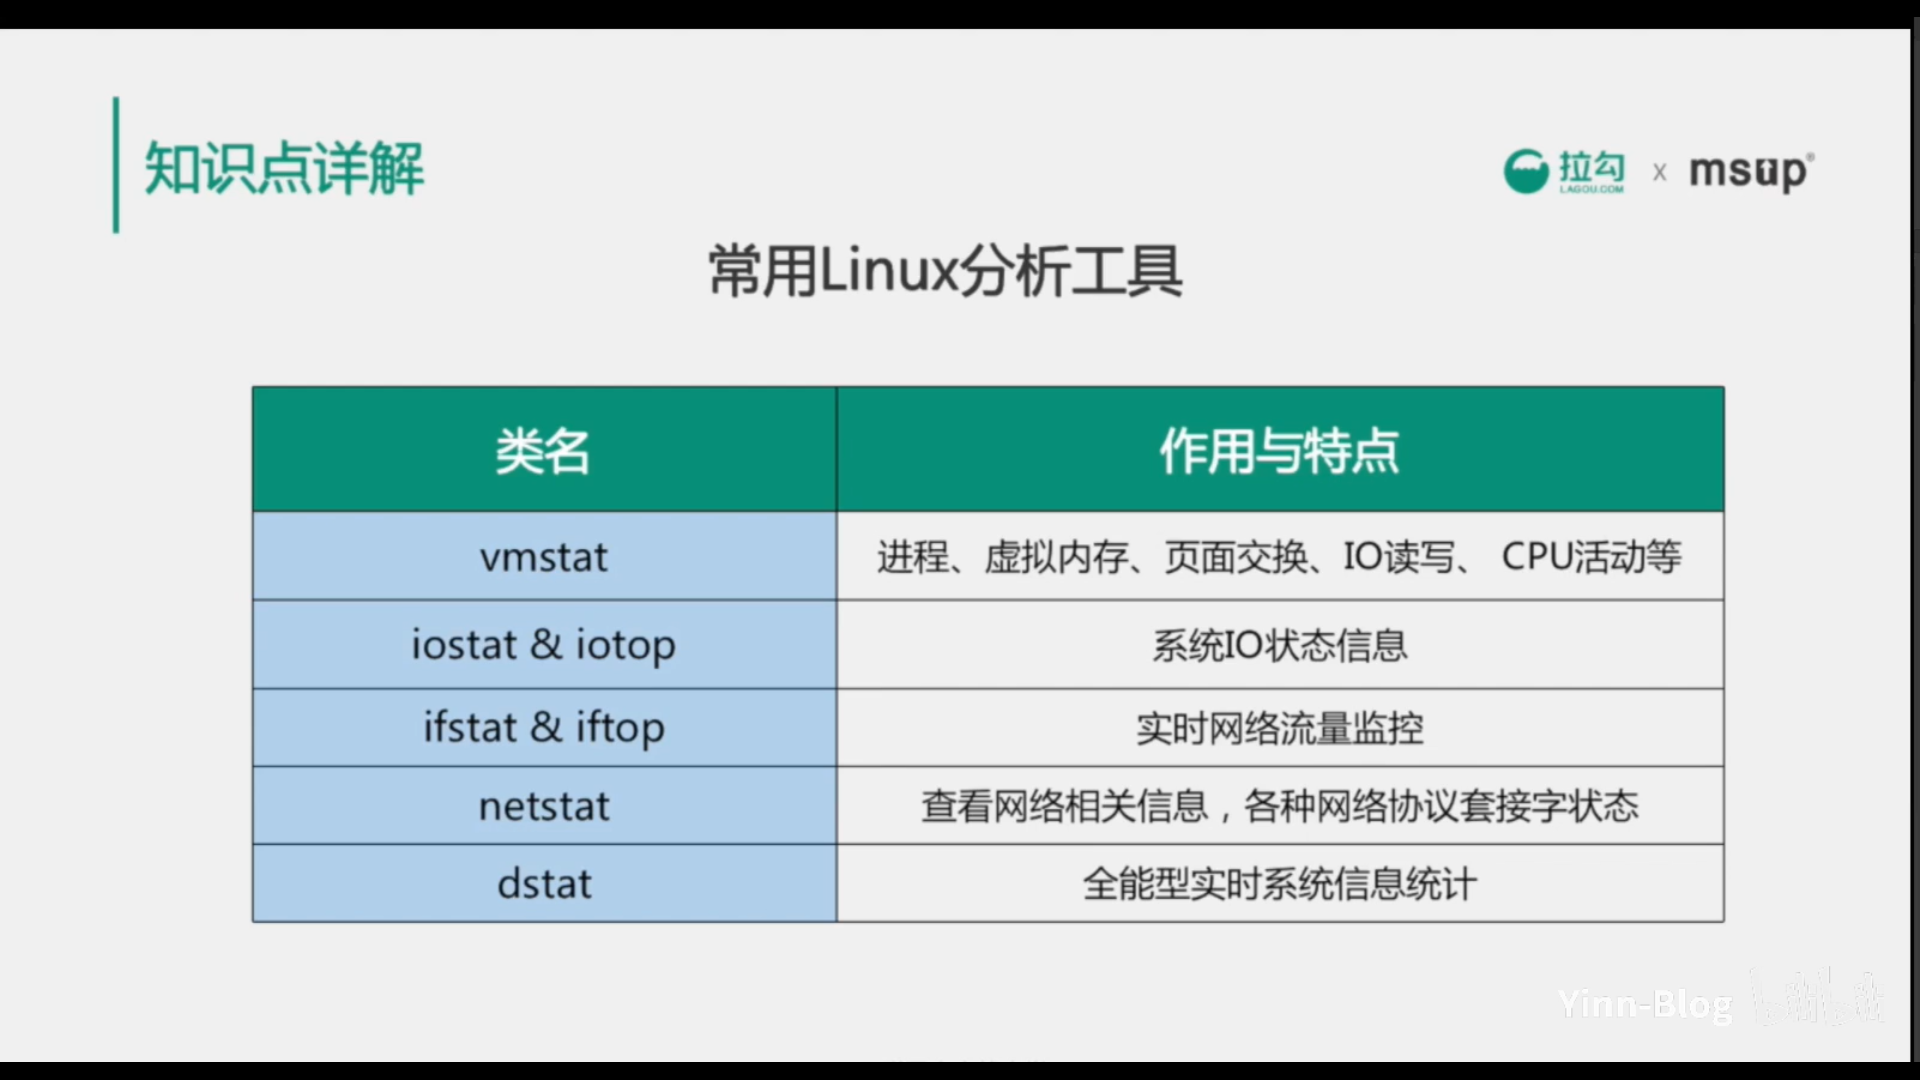 知识点详解
拉勾 x msup®
LAGOU.COM
常用Linux分析工具
类名 作用与特点
vmstat 进程、虚拟内存、页面交换、IO读写、 CPU活动等
iostat & iotop 系统IO状态信息
ifstat & iftop 实时网络流量监控
netstat 查看网络相关信息，各种网络协议套接字状态
dstat 全能型实时系统信息统计
Yinn-Blog bilibili